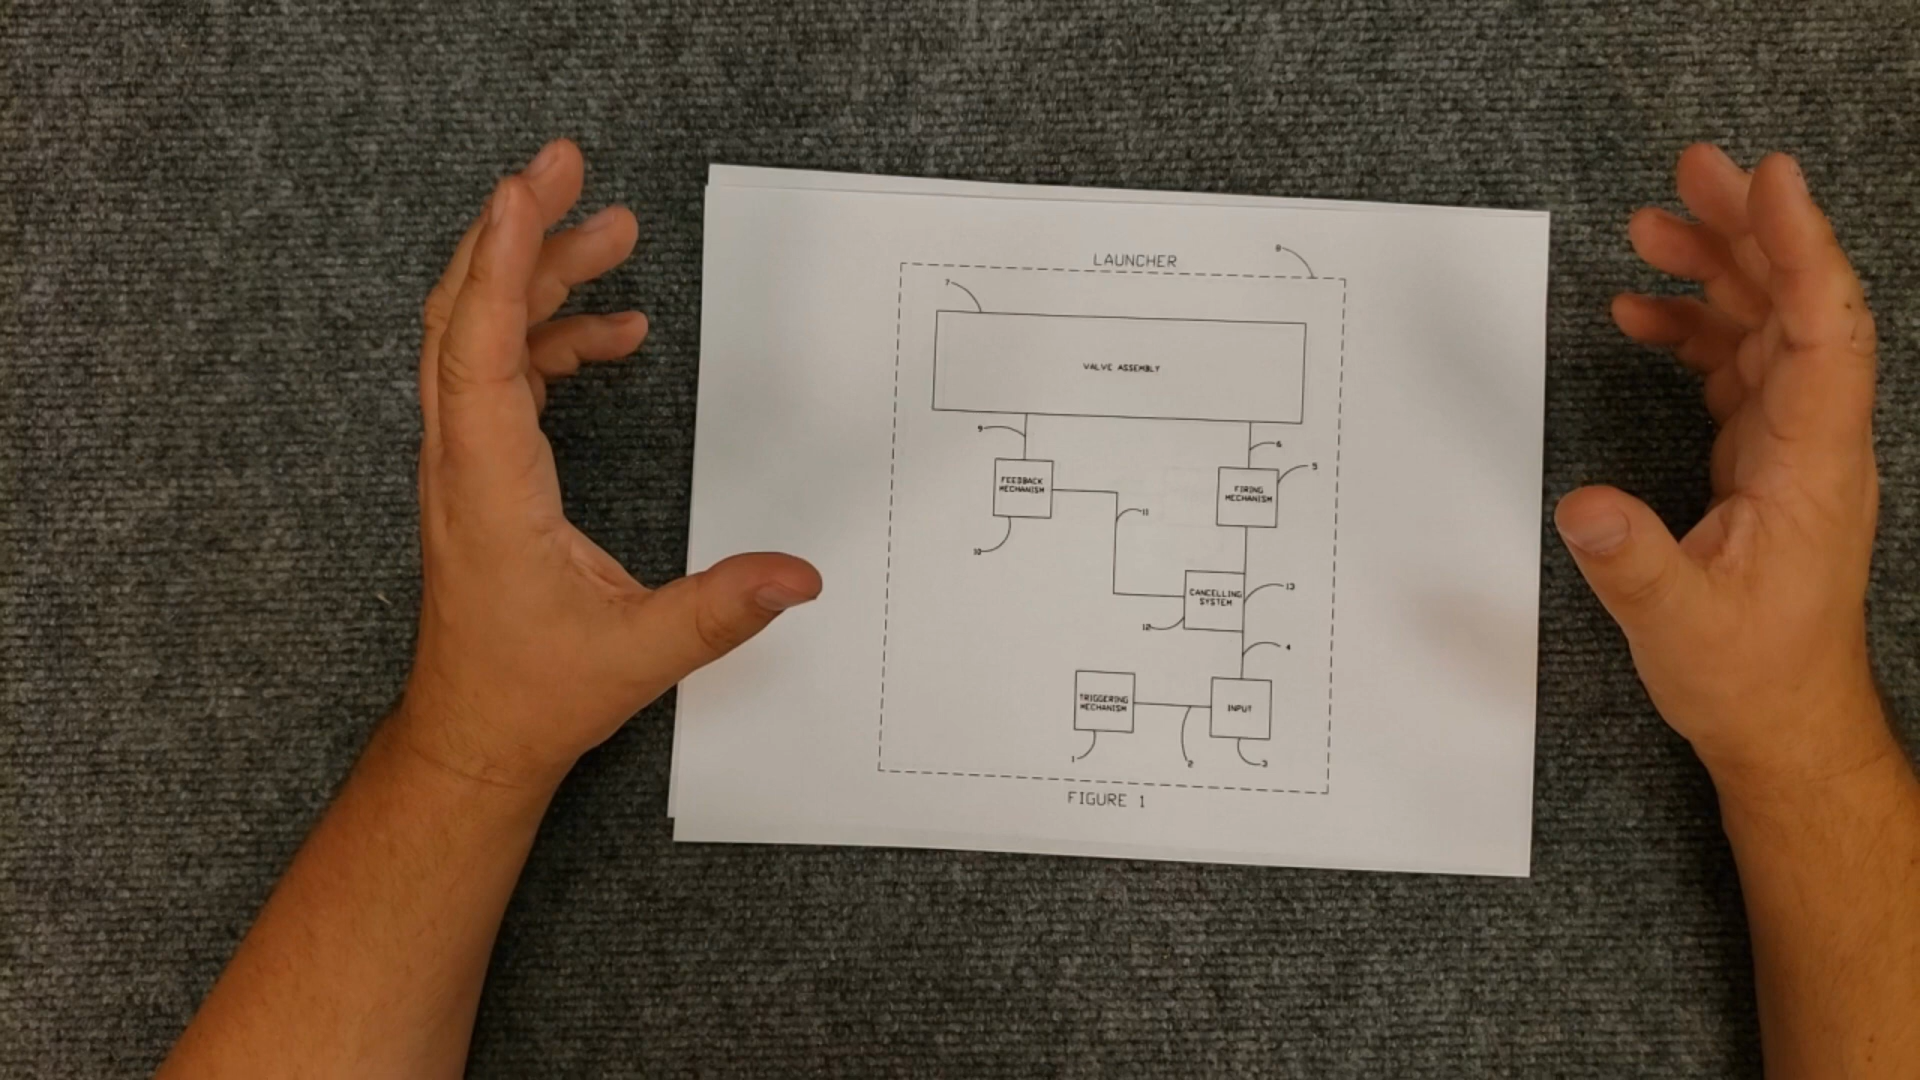 LAUNCHER
8
7
VALVE ASSEMBLY
9
6
5
FEEDBACK
MECHANISM
FIRING
MECHANISM
11
10
CANCELLING
SYSTEM
13
12
4
TRIGGERING
MECHANISM
INPUT
1
2
3
FIGURE 1